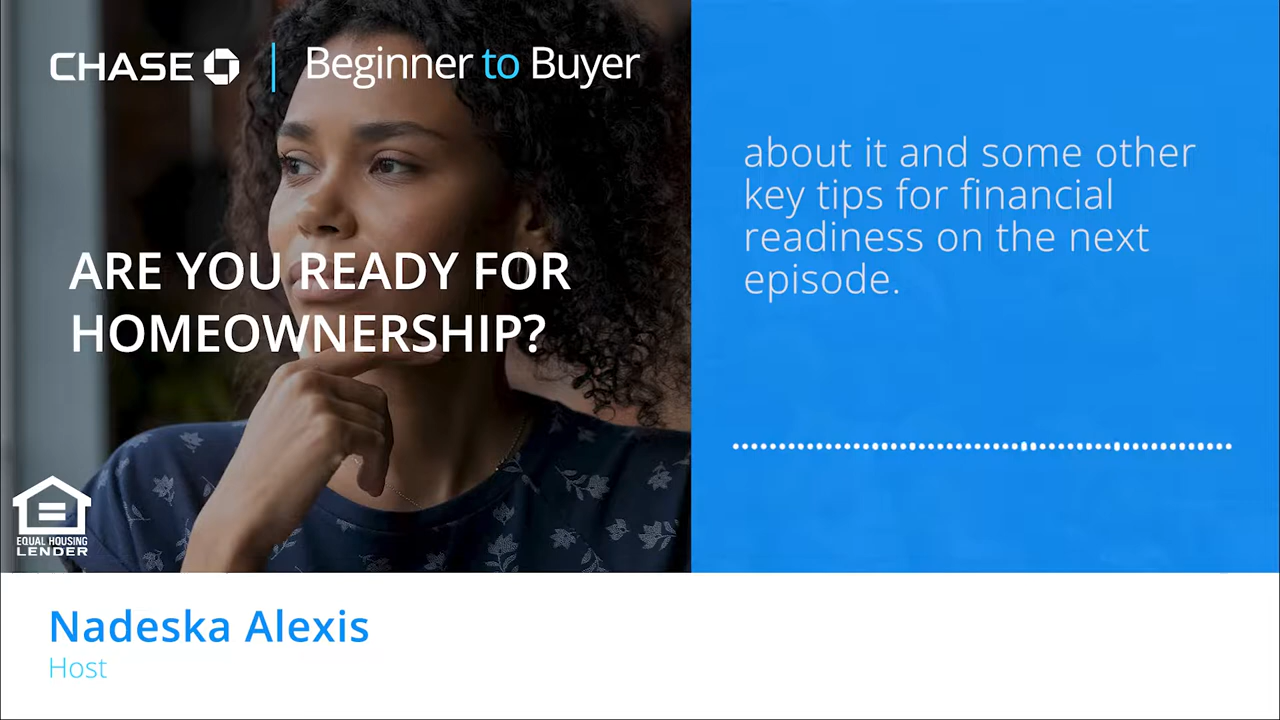 CHASE
Beginner to Buyer
ARE YOU READY FOR
HOMEOWNERSHIP?
EQUAL HOUSING
LENDER
about it and some other
key tips for financial
readiness on the next
episode.
Nadeska Alexis
Host